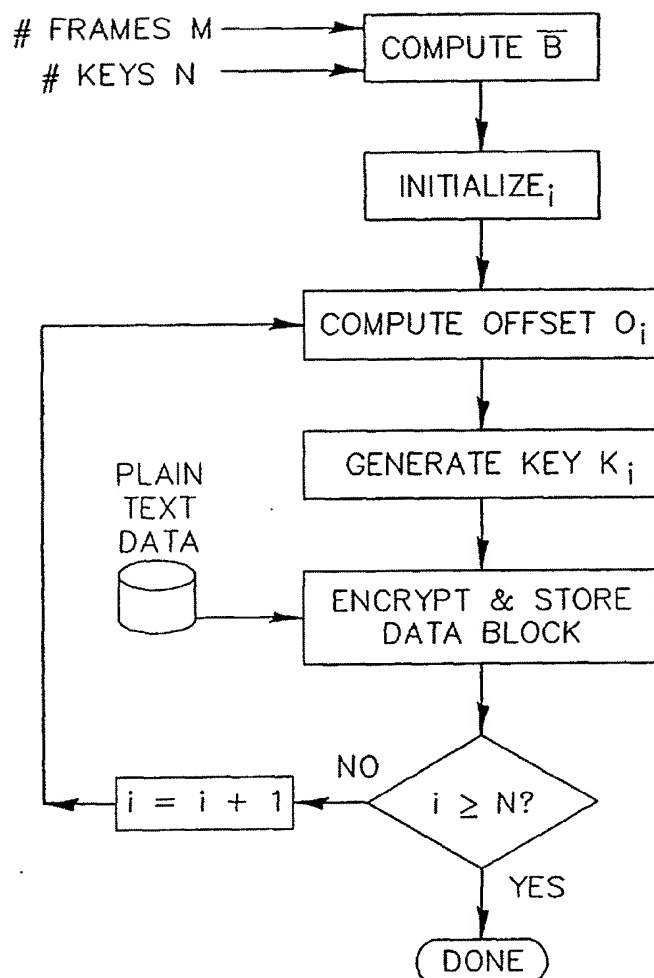 # FRAMES M
# KEYS N
COMPUTE B̅
INITIALIZEᵢ
COMPUTE OFFSET Oᵢ
GENERATE KEY Kᵢ
PLAIN
TEXT
DATA
ENCRYPT & STORE
DATA BLOCK
NO
i = i + 1
i ≥ N?
YES
DONE